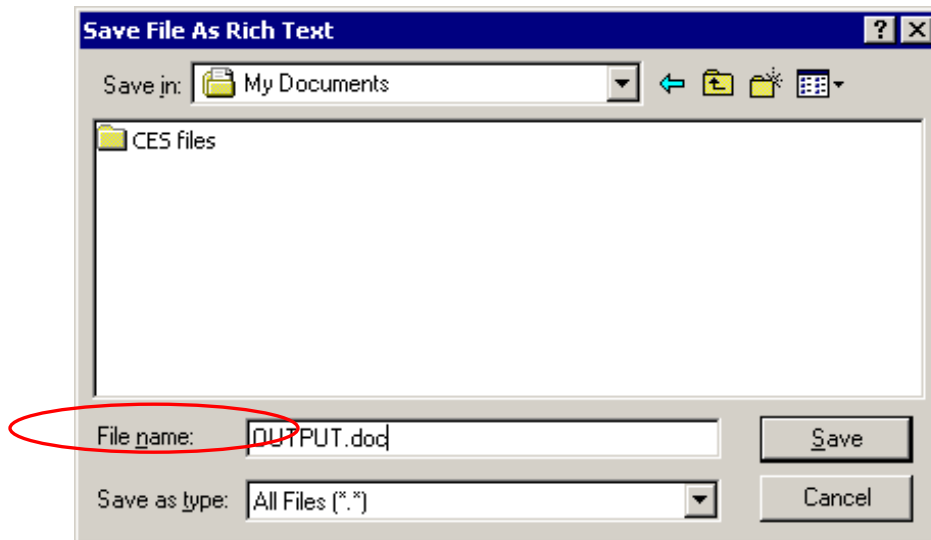 Save File As Rich Text
Save in: My Documents
CES files
File name: OUTPUT.doc Save
Save as type: All Files (*.*) Cancel